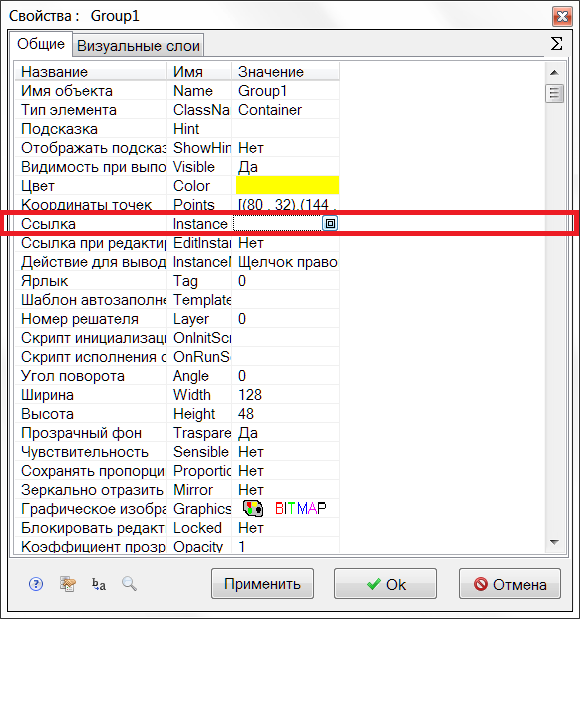 Свойства : Group1
Общие Визуальные слои Σ
Название Имя Значение
Имя объекта Name Group1
Тип элемента ClassNa Container
Подсказка Hint
Отображать подсказ ShowHin Нет
Видимость при выпо Visible Да
Цвет Color
Координаты точек Points [(80 , 32),(144 ,
Ссылка Instance
Ссылка при редактир EditInstan Нет
Действие для вывод InstanceM Щелчок право
Ярлык Tag 0
Шаблон автозаполне Template
Номер решателя Layer 0
Скрипт инициализац OnInitScr
Скрипт исполнения с OnRunS
Угол поворота Angle 0
Ширина Width 128
Высота Height 48
Прозрачный фон Traspare Да
Чувствительность Sensible Нет
Сохранять пропорци Proportic Нет
Зеркально отразить Mirror Нет
Графическое изобра Graphics BITMAP
Блокировать редакт Locked Нет
Коэффициент прозр Opacity 1
? ba Применить Ok Отмена